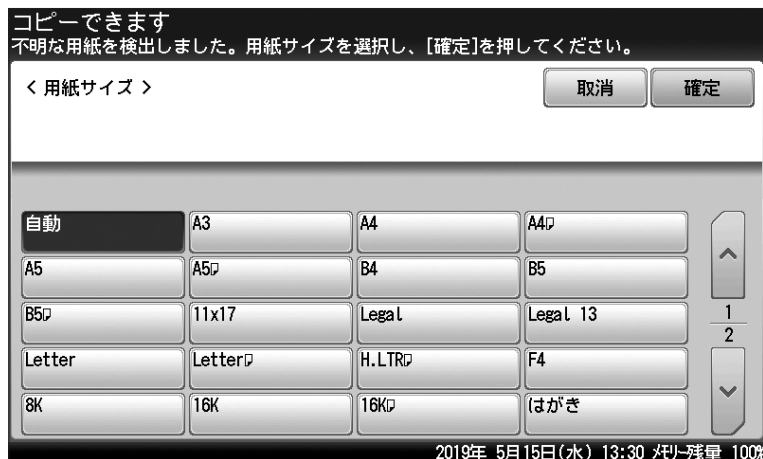 コピーできます
不明な用紙を検出しました。用紙サイズを選択し、[確定]を押してください。
< 用紙サイズ >
取消
確定
自動
A3
A4
A4
A5
A5
B4
B5
B5
11x17
Legal
Legal 13
Letter
Letter
H.LTR
F4
8K
16K
16K
はがき
1
2
2019年 5月15日(水) 13:30 メモリー残量 100%